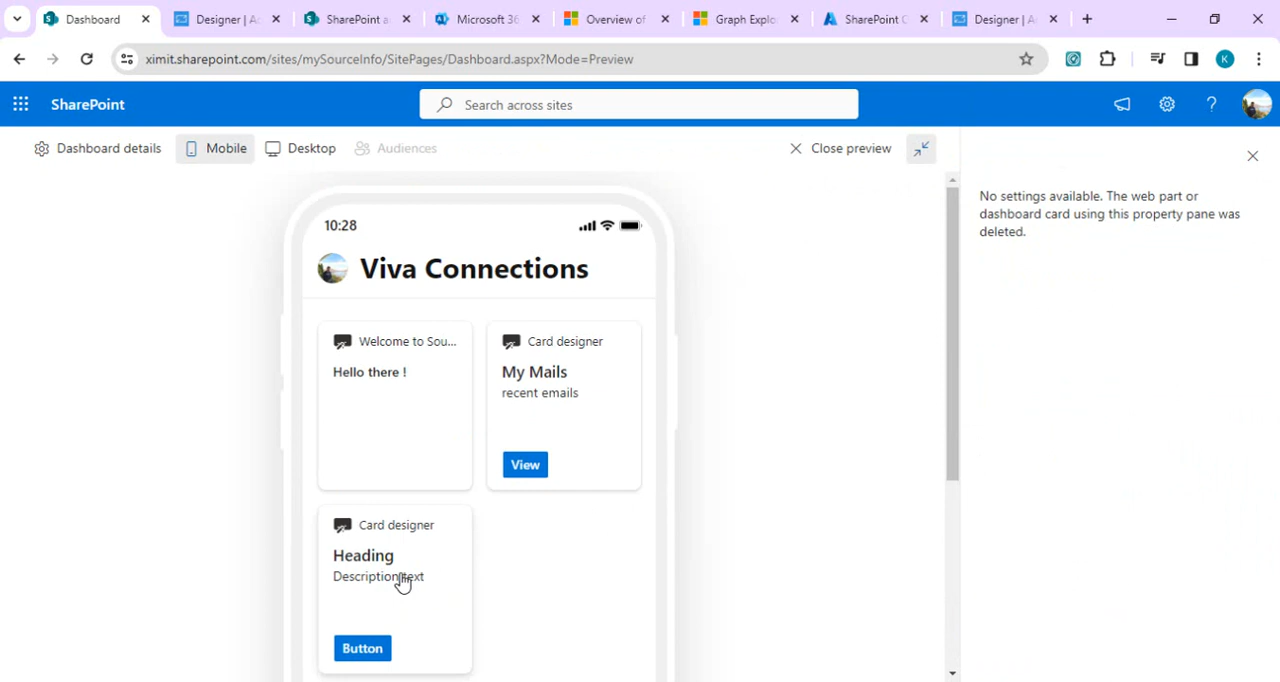 Dashboard
Designer | Ac
SharePoint a
Microsoft 36
Overview of
Graph Explo
SharePoint C
Designer | A
ximit.sharepoint.com/sites/mySourceInfo/SitePages/Dashboard.aspx?Mode=Preview
K
SharePoint
Search across sites
?
Dashboard details
Mobile
Desktop
Audiences
Close preview
No settings available. The web part or
dashboard card using this property pane was
deleted.
10:28
Viva Connections
Welcome to Sou...
Hello there !
Card designer
My Mails
recent emails
View
Card designer
Heading
Description text
Button